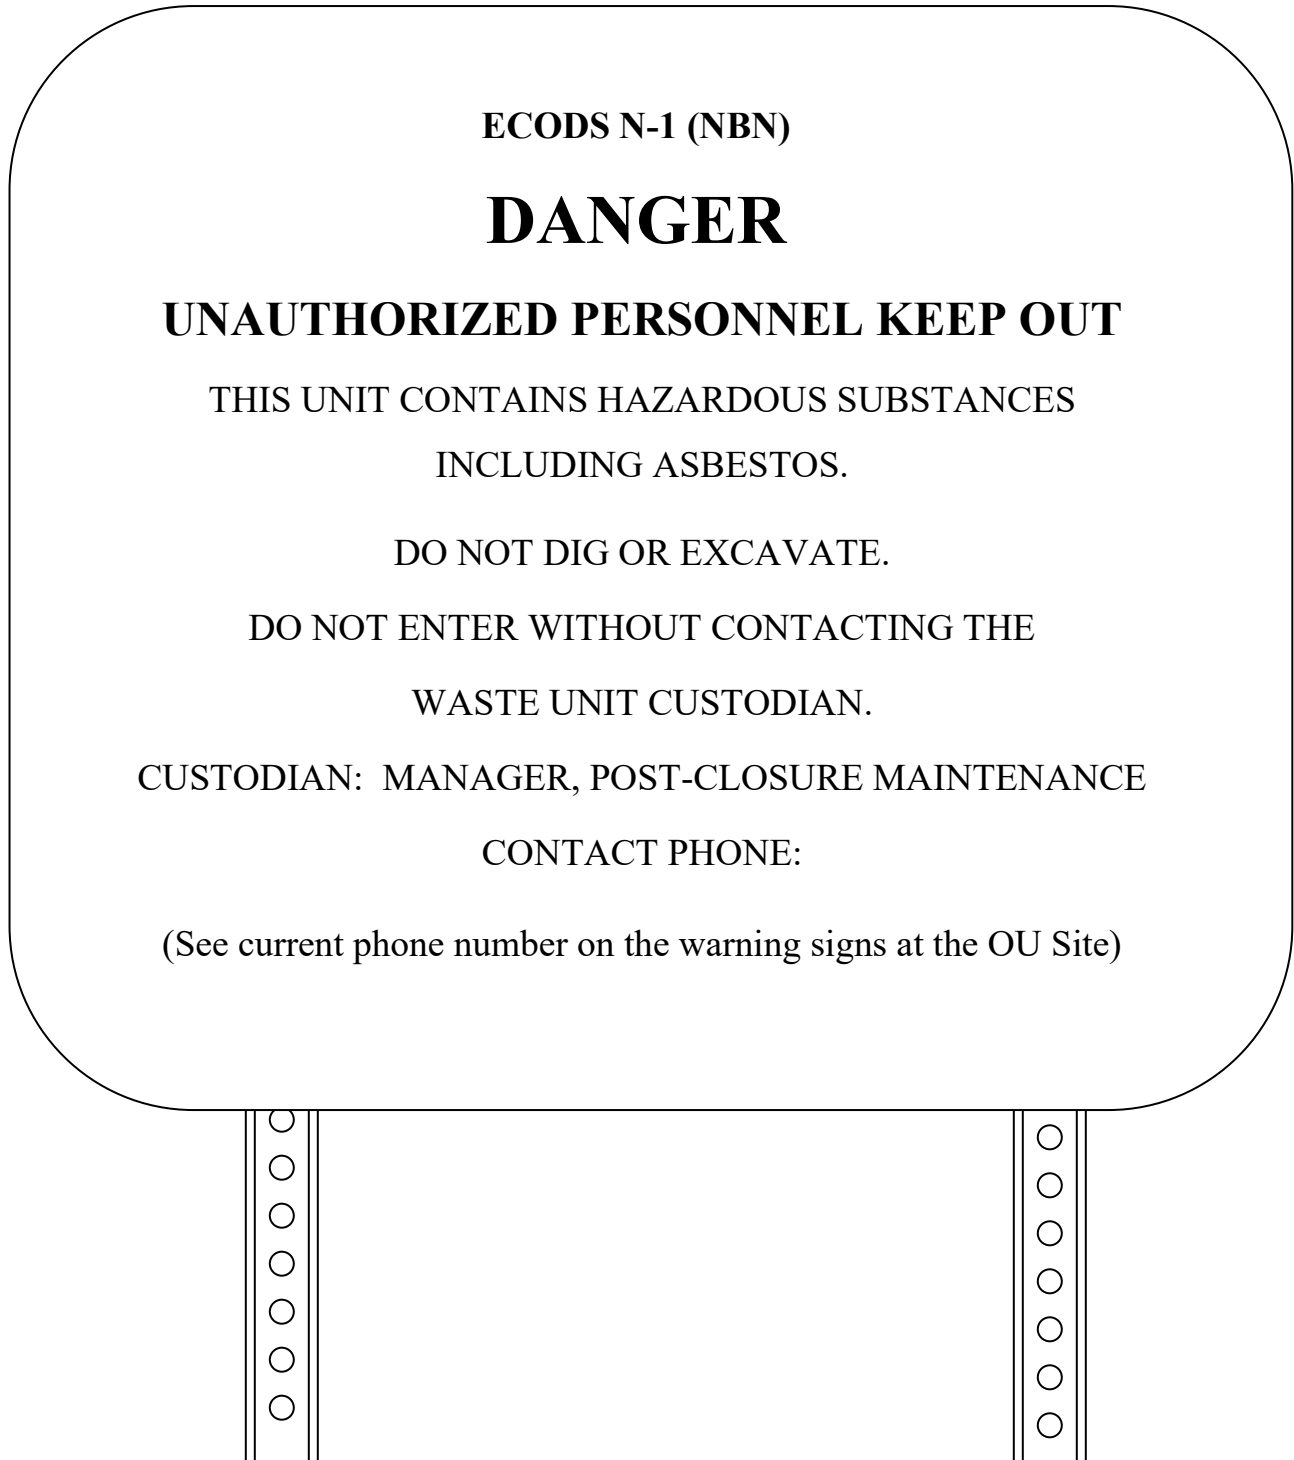 ECODS N-1 (NBN)
DANGER
UNAUTHORIZED PERSONNEL KEEP OUT
THIS UNIT CONTAINS HAZARDOUS SUBSTANCES
INCLUDING ASBESTOS.
DO NOT DIG OR EXCAVATE.
DO NOT ENTER WITHOUT CONTACTING THE
WASTE UNIT CUSTODIAN.
CUSTODIAN:  MANAGER, POST-CLOSURE MAINTENANCE
CONTACT PHONE:
(See current phone number on the warning signs at the OU Site)